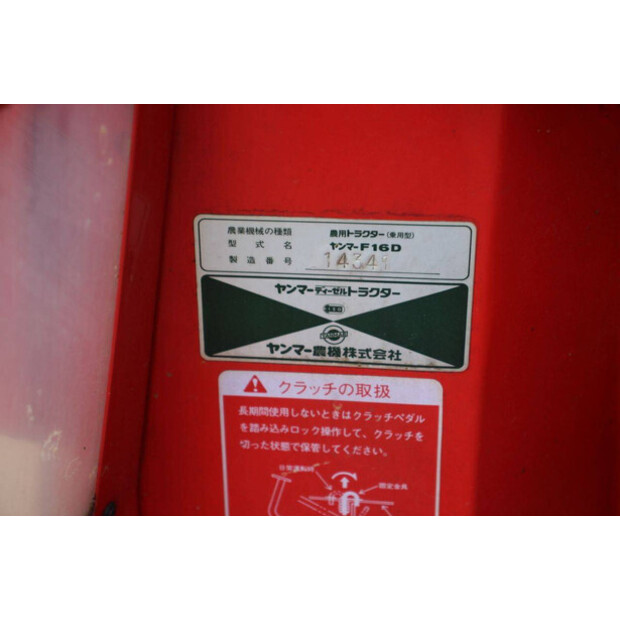 農業機械の種類 農用トラクター(乗用型)
型式名 ヤンマーF16D
製造番号
ヤンマーディーゼルトラクター
ヤンマー農機株式会社
クラッチの取扱
長期間使用しないときはクラッチペダル
を踏み込みロック操作して、クラッチを
切った状態で保管してください。
固定金具